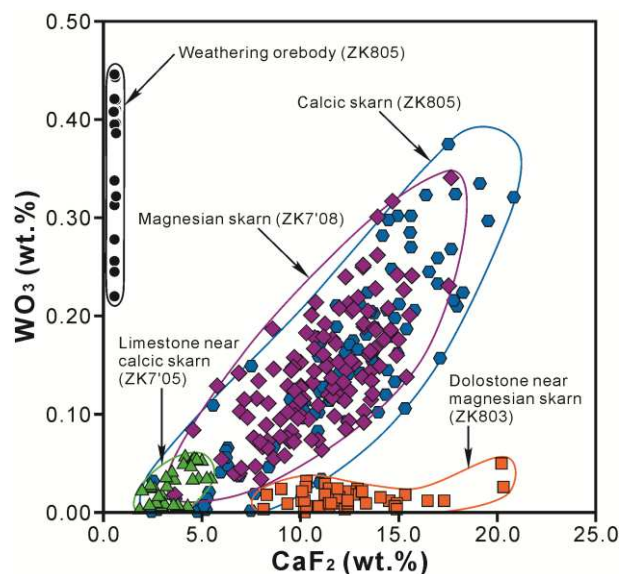 0.50
Weathering orebody (ZK805)
Calcic skarn (ZK805)
0.40
0.30
Magnesian skarn (ZK7'08)
WO₃ (wt.%)
0.20
Limestone near
calcic skarn
(ZK7'05)
Dolostone near
magnesian skarn
(ZK803)
0.10
0.00
0.0 5.0 10.0 15.0 20.0 25.0
CaF₂ (wt.%)